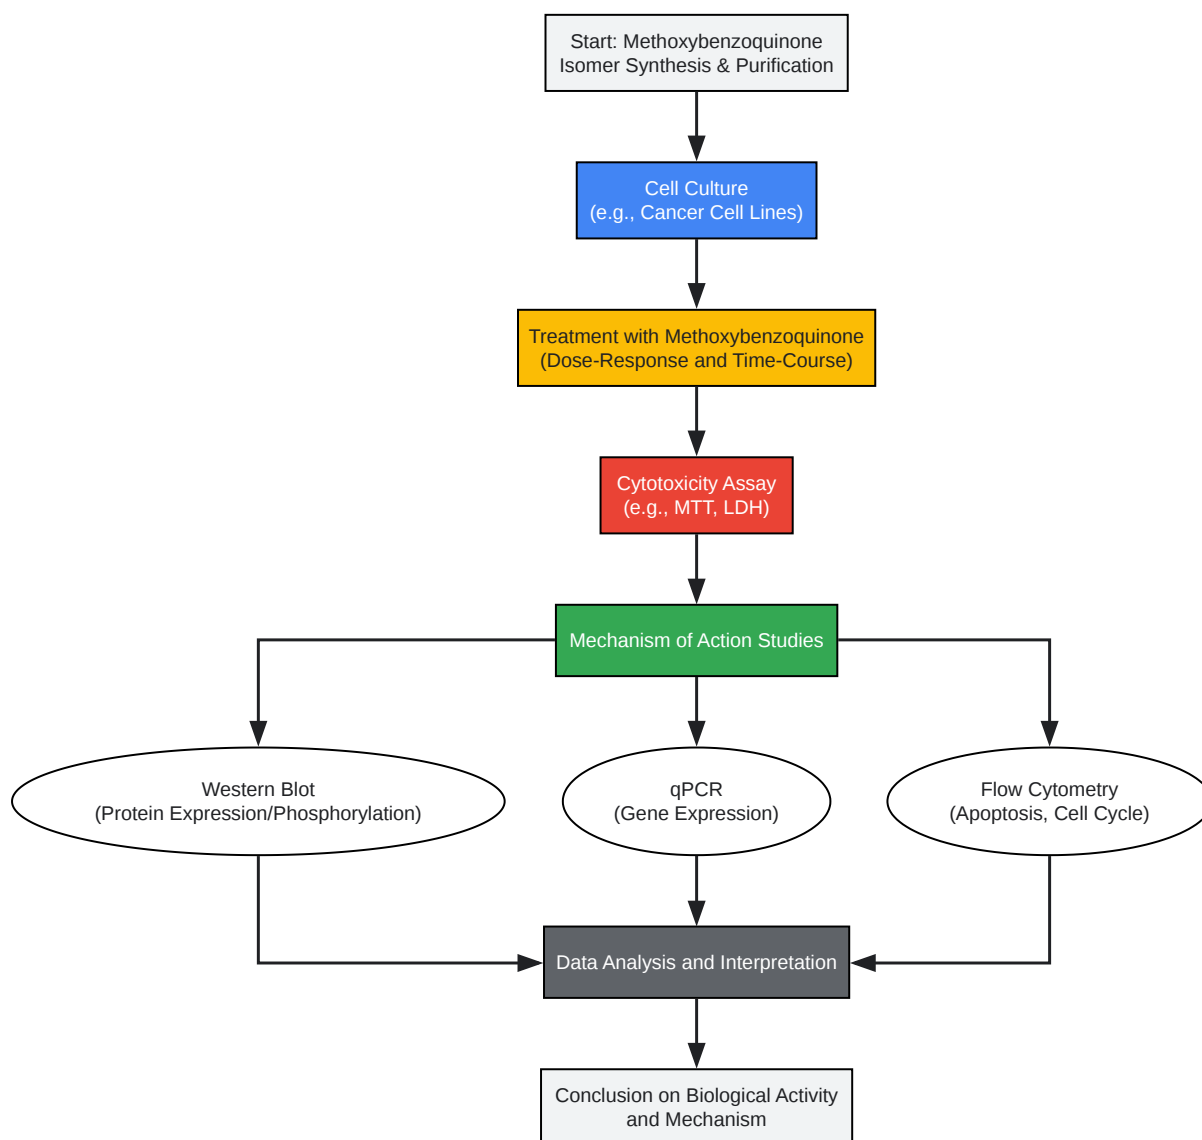 Start: Methoxybenzoquinone
Isomer Synthesis & Purification
Cell Culture
(e.g., Cancer Cell Lines)
Treatment with Methoxybenzoquinone
(Dose-Response and Time-Course)
Cytotoxicity Assay
(e.g., MTT, LDH)
Mechanism of Action Studies
Western Blot
(Protein Expression/Phosphorylation)
qPCR
(Gene Expression)
Flow Cytometry
(Apoptosis, Cell Cycle)
Data Analysis and Interpretation
Conclusion on Biological Activity
and Mechanism